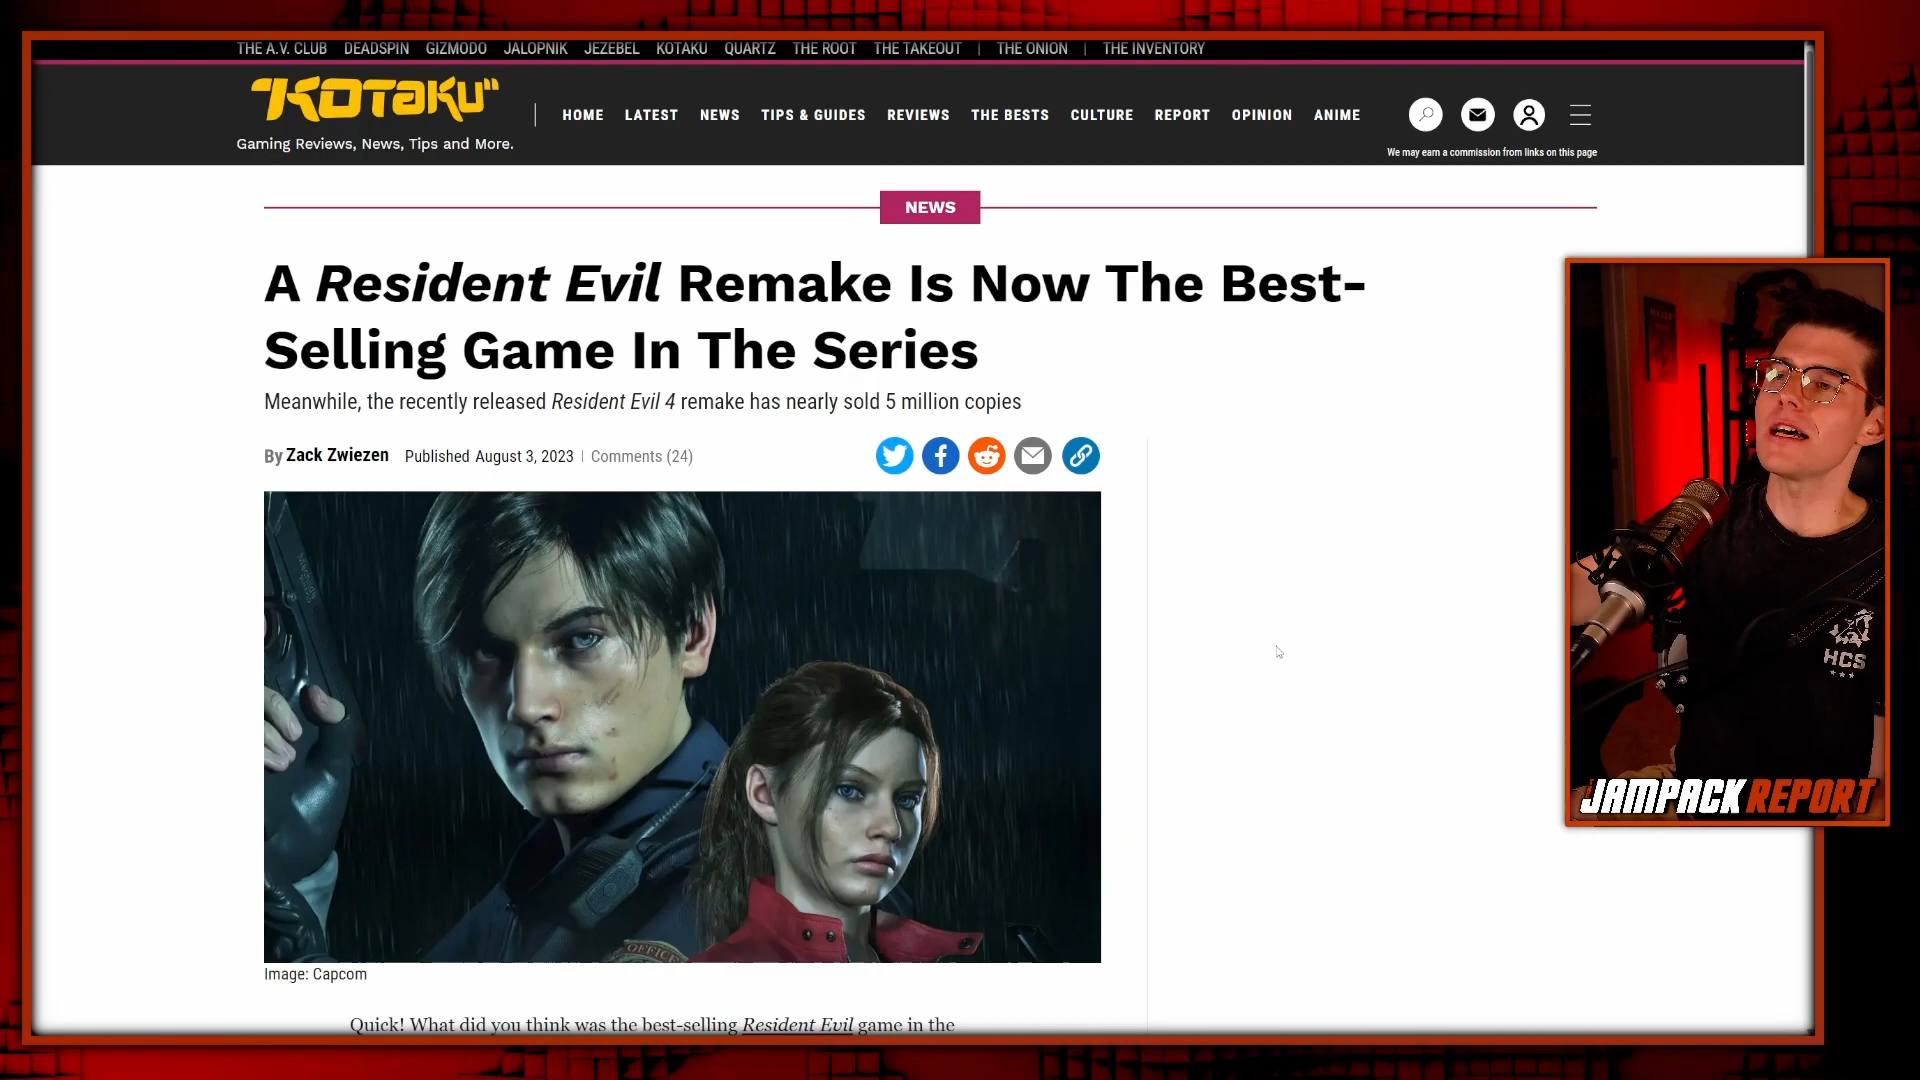 THE A.V. CLUB DEADSPIN GIZMODO JALOPNIK JEZEBEL KOTAKU QUARTZ THE ROOT THE TAKEOUT | THE ONION | THE INVENTORY
"KOTAKU"
Gaming Reviews, News, Tips and More.
HOME LATEST NEWS TIPS & GUIDES REVIEWS THE BESTS CULTURE REPORT OPINION ANIME
We may earn a commission from links on this page
NEWS
A Resident Evil Remake Is Now The Best-
Selling Game In The Series
Meanwhile, the recently released Resident Evil 4 remake has nearly sold 5 million copies
By Zack Zwiezen Published August 3, 2023 | Comments (24)
OFFICE
Image: Capcom
Quick! What did you think was the best-selling Resident Evil game in the
HCS
JAMPACK REPORT